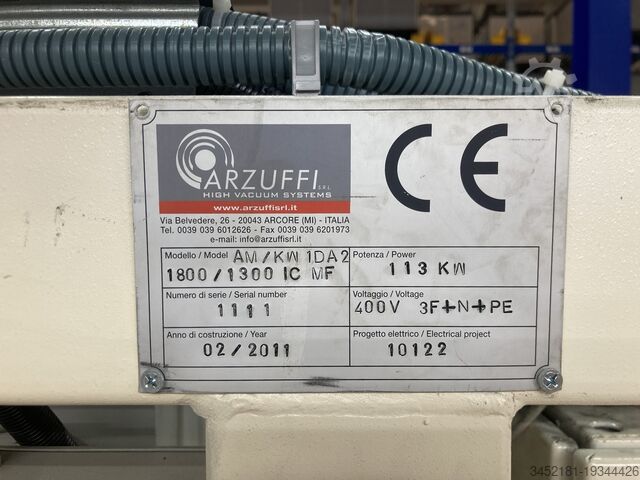 ARZUFFI S.R.L.
HIGH VACUUM SYSTEMS
www.arzuffisrl.it
CE
Via Belvedere, 26 - 20043 ARCORE (MI) - ITALIA
Tel. 0039 039 6012626 - Fax 0039 039 6201973
e-mail: info@arzuffisrl.it
Modello / Model AM/KW 1DA2
1800/1300 IC MF
Potenza / Power
113 KW
Numero di serie / Serial number
1111
Voltaggio / Voltage
400V 3F+N+PE
Anno di costruzione / Year
02/2011
Progetto elettrico / Electrical project
10122
3452181-19344426